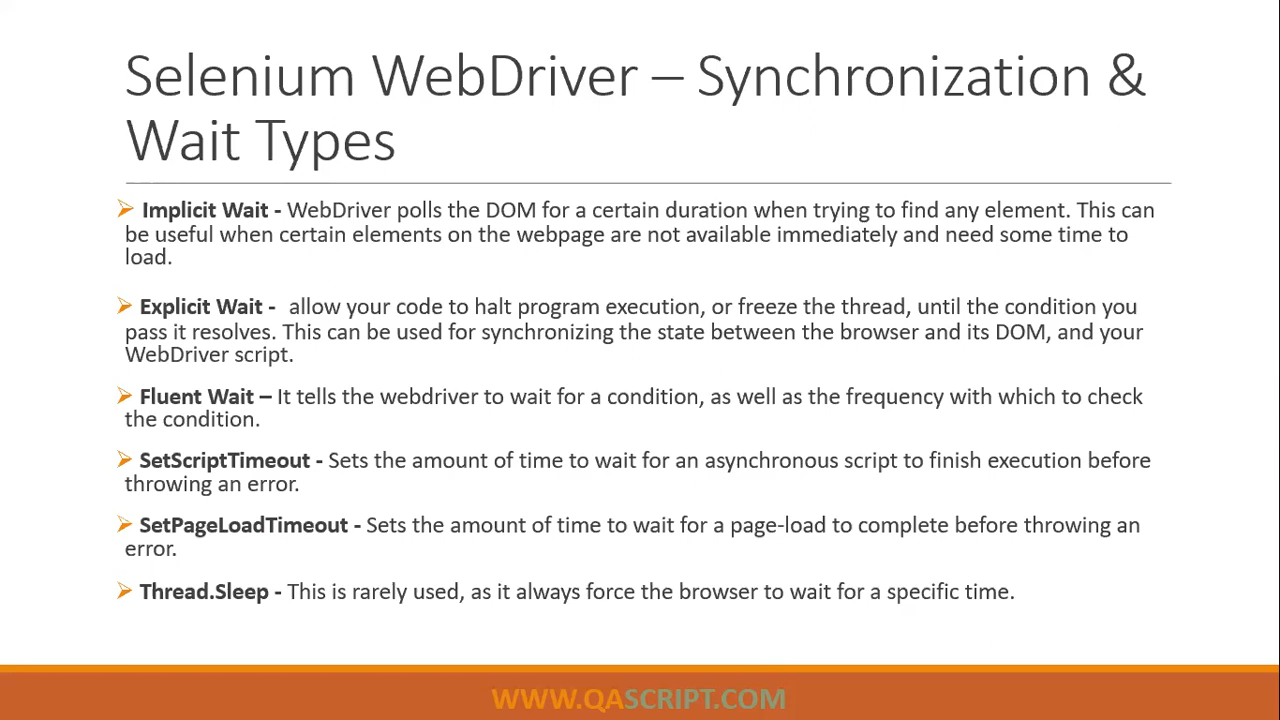 Selenium WebDriver – Synchronization &
Wait Types
➢ Implicit Wait - WebDriver polls the DOM for a certain duration when trying to find any element. This can
be useful when certain elements on the webpage are not available immediately and need some time to
load.
➢ Explicit Wait - allow your code to halt program execution, or freeze the thread, until the condition you
pass it resolves. This can be used for synchronizing the state between the browser and its DOM, and your
WebDriver script.
➢ Fluent Wait – It tells the webdriver to wait for a condition, as well as the frequency with which to check
the condition.
➢ SetScriptTimeout - Sets the amount of time to wait for an asynchronous script to finish execution before
throwing an error.
➢ SetPageLoadTimeout - Sets the amount of time to wait for a page-load to complete before throwing an
error.
➢ Thread.Sleep - This is rarely used, as it always force the browser to wait for a specific time.
WWW.QASCRIPT.COM